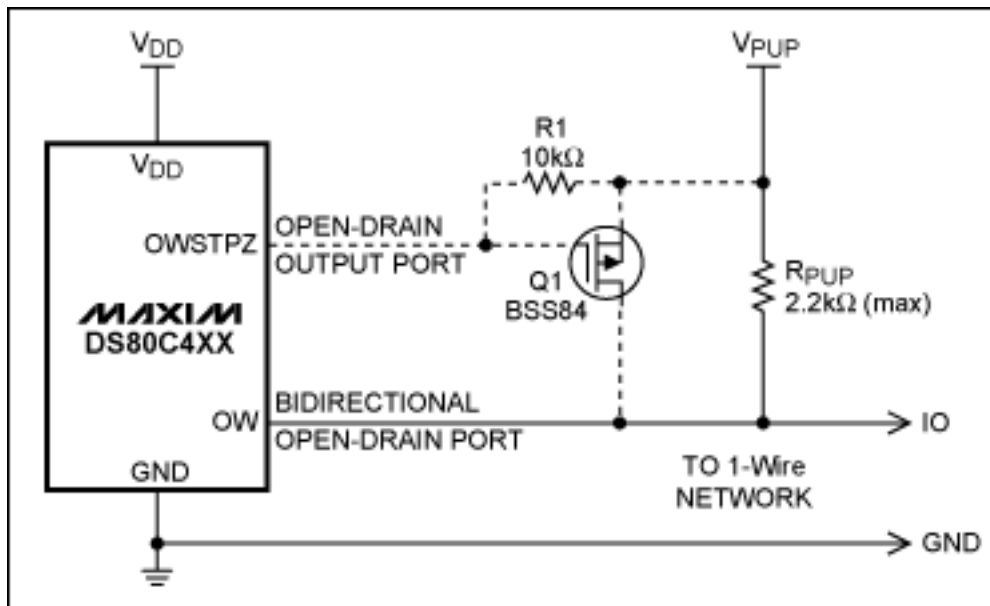 VDD
VPUP
VDD
R1
10kΩ
OWSTPZ
OPEN-DRAIN
OUTPUT PORT
Q1
BSS84
RPUP
2.2kΩ (max)
MAXIM
DS80C4XX
OW
BIDIRECTIONAL
OPEN-DRAIN PORT
IO
GND
TO 1-Wire
NETWORK
GND